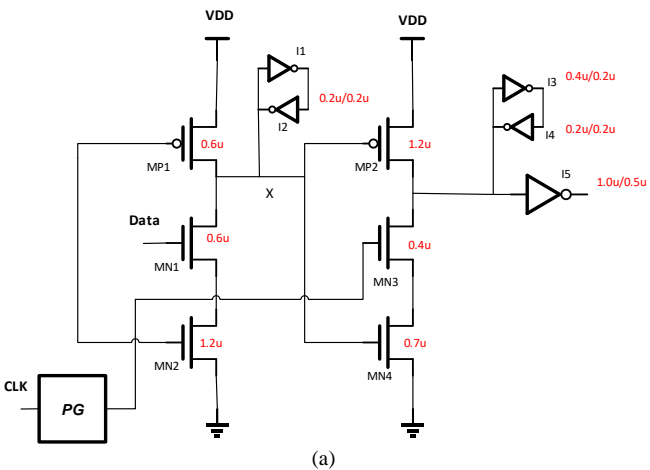 VDD
VDD
I1
I2
0.2u/0.2u
0.4u/0.2u
I3
0.2u/0.2u
I4
I5
1.0u/0.5u
0.6u
MP1
1.2u
MP2
X
Data
0.6u
MN1
0.4u
MN3
1.2u
MN2
0.7u
MN4
CLK
PG
(a)